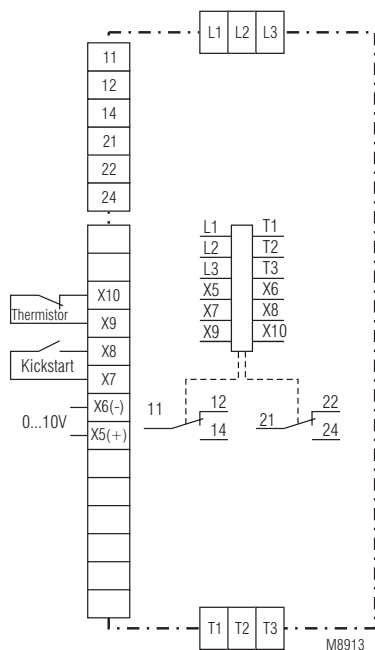 L1 L2 L3
11
12
14
21
22
24
L1 T1
L2 T2
L3 T3
X5 X6
X7 X8
X9 X10
X10
Thermistor
X9
X8
Kickstart
X7
X6(-)
0...10V
X5(+)
11 12 14
21 22 24
T1 T2 T3
M8913